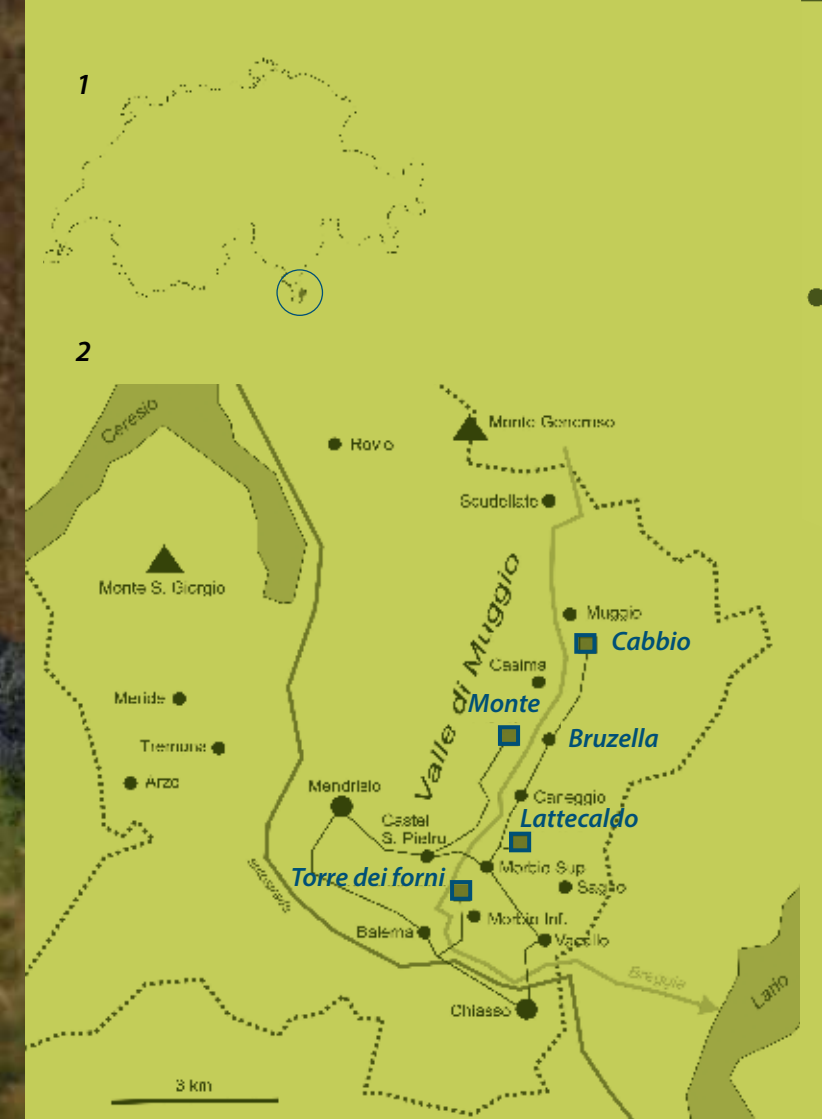 1
2
Ceresio
Rovio
Monte Generoso
Scudellate
Monte S. Giorgio
Valle di Muggio
Muggio
Cabbio
Casima
Monte
Meride
Bruzella
Tremona
Arzo
Mendrisio
Caneggio
Castel
S. Pietro
Lattecaldo
Morbio Sup
Torre dei forni
Sagno
autostrada
Morbio Inf.
Balerna
Vacallo
Breggia
Lario
Chiasso
3 km